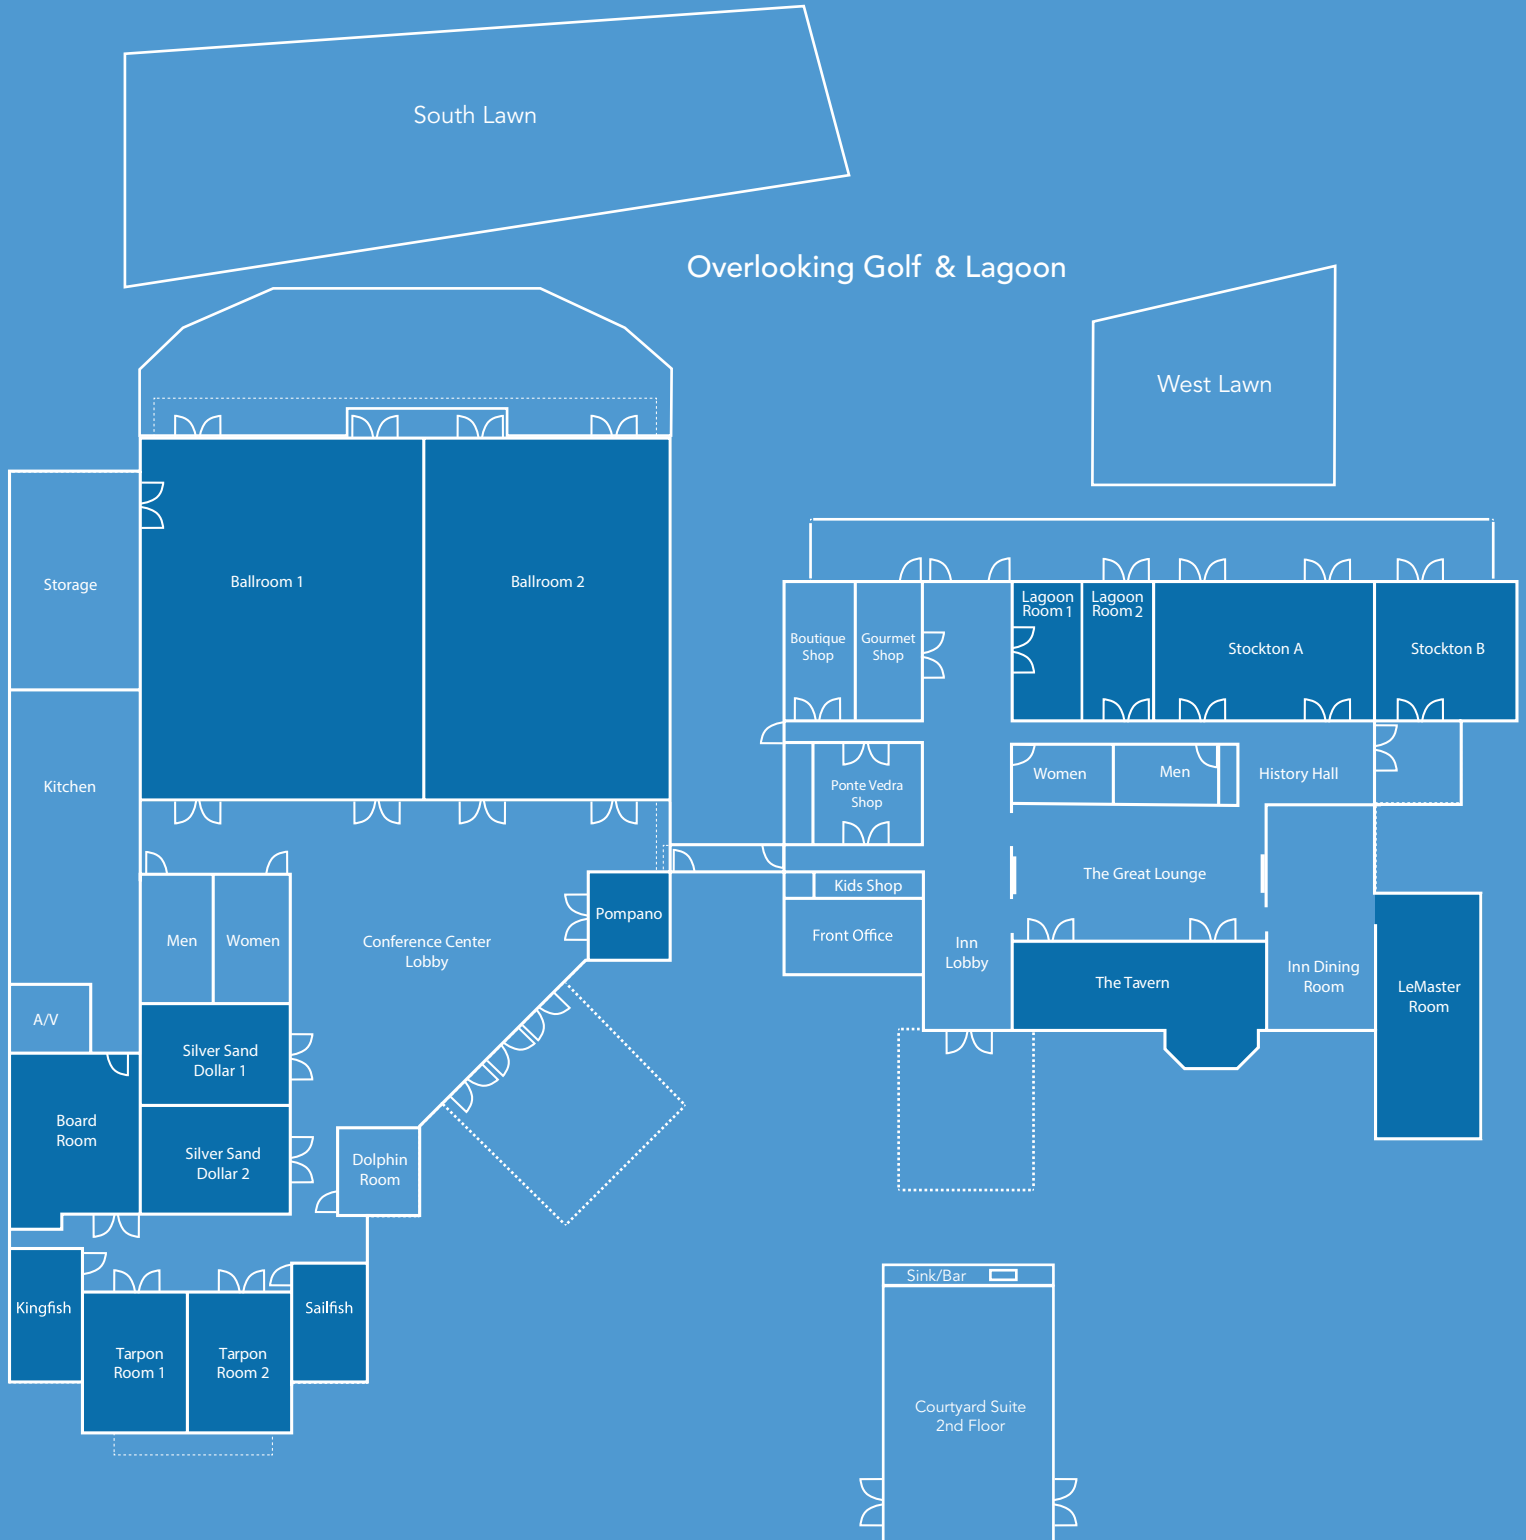 South Lawn
Overlooking Golf & Lagoon
West Lawn
Storage
Ballroom 1
Ballroom 2
Kitchen
Men
Women
Conference Center
Lobby
Pompano
A/V
Silver Sand
Dollar 1
Board
Room
Silver Sand
Dollar 2
Dolphin
Room
Kingfish
Tarpon
Room 1
Tarpon
Room 2
Sailfish
Boutique
Shop
Gourmet
Shop
Lagoon
Room 1
Lagoon
Room 2
Stockton A
Stockton B
Ponte Vedra
Shop
Women
Men
History Hall
Kids Shop
The Great Lounge
Front Office
Inn
Lobby
The Tavern
Inn Dining
Room
LeMaster
Room
Sink/Bar
Courtyard Suite
2nd Floor